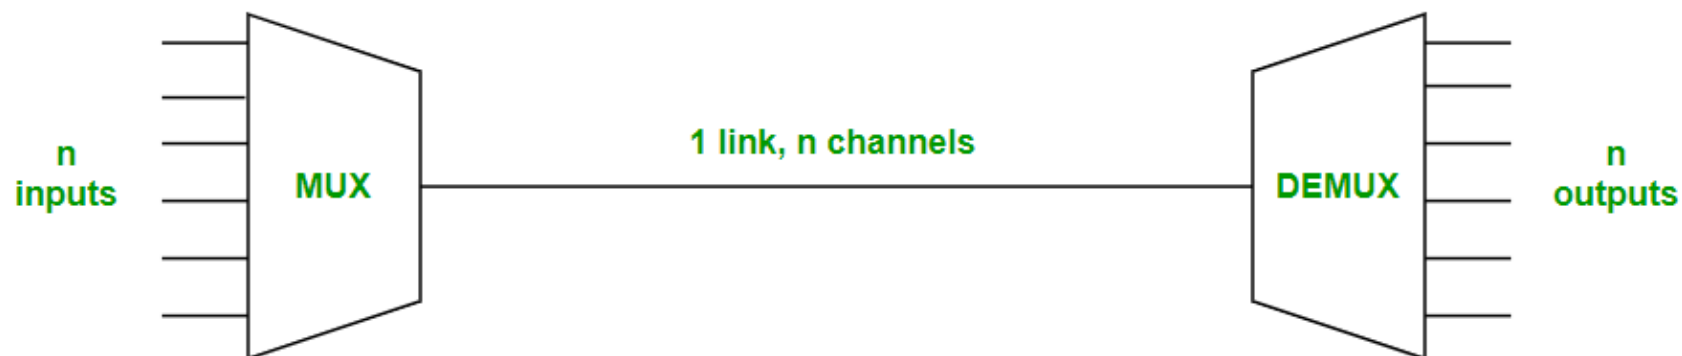 n
inputs
MUX
1 link, n channels
DEMUX
n
outputs